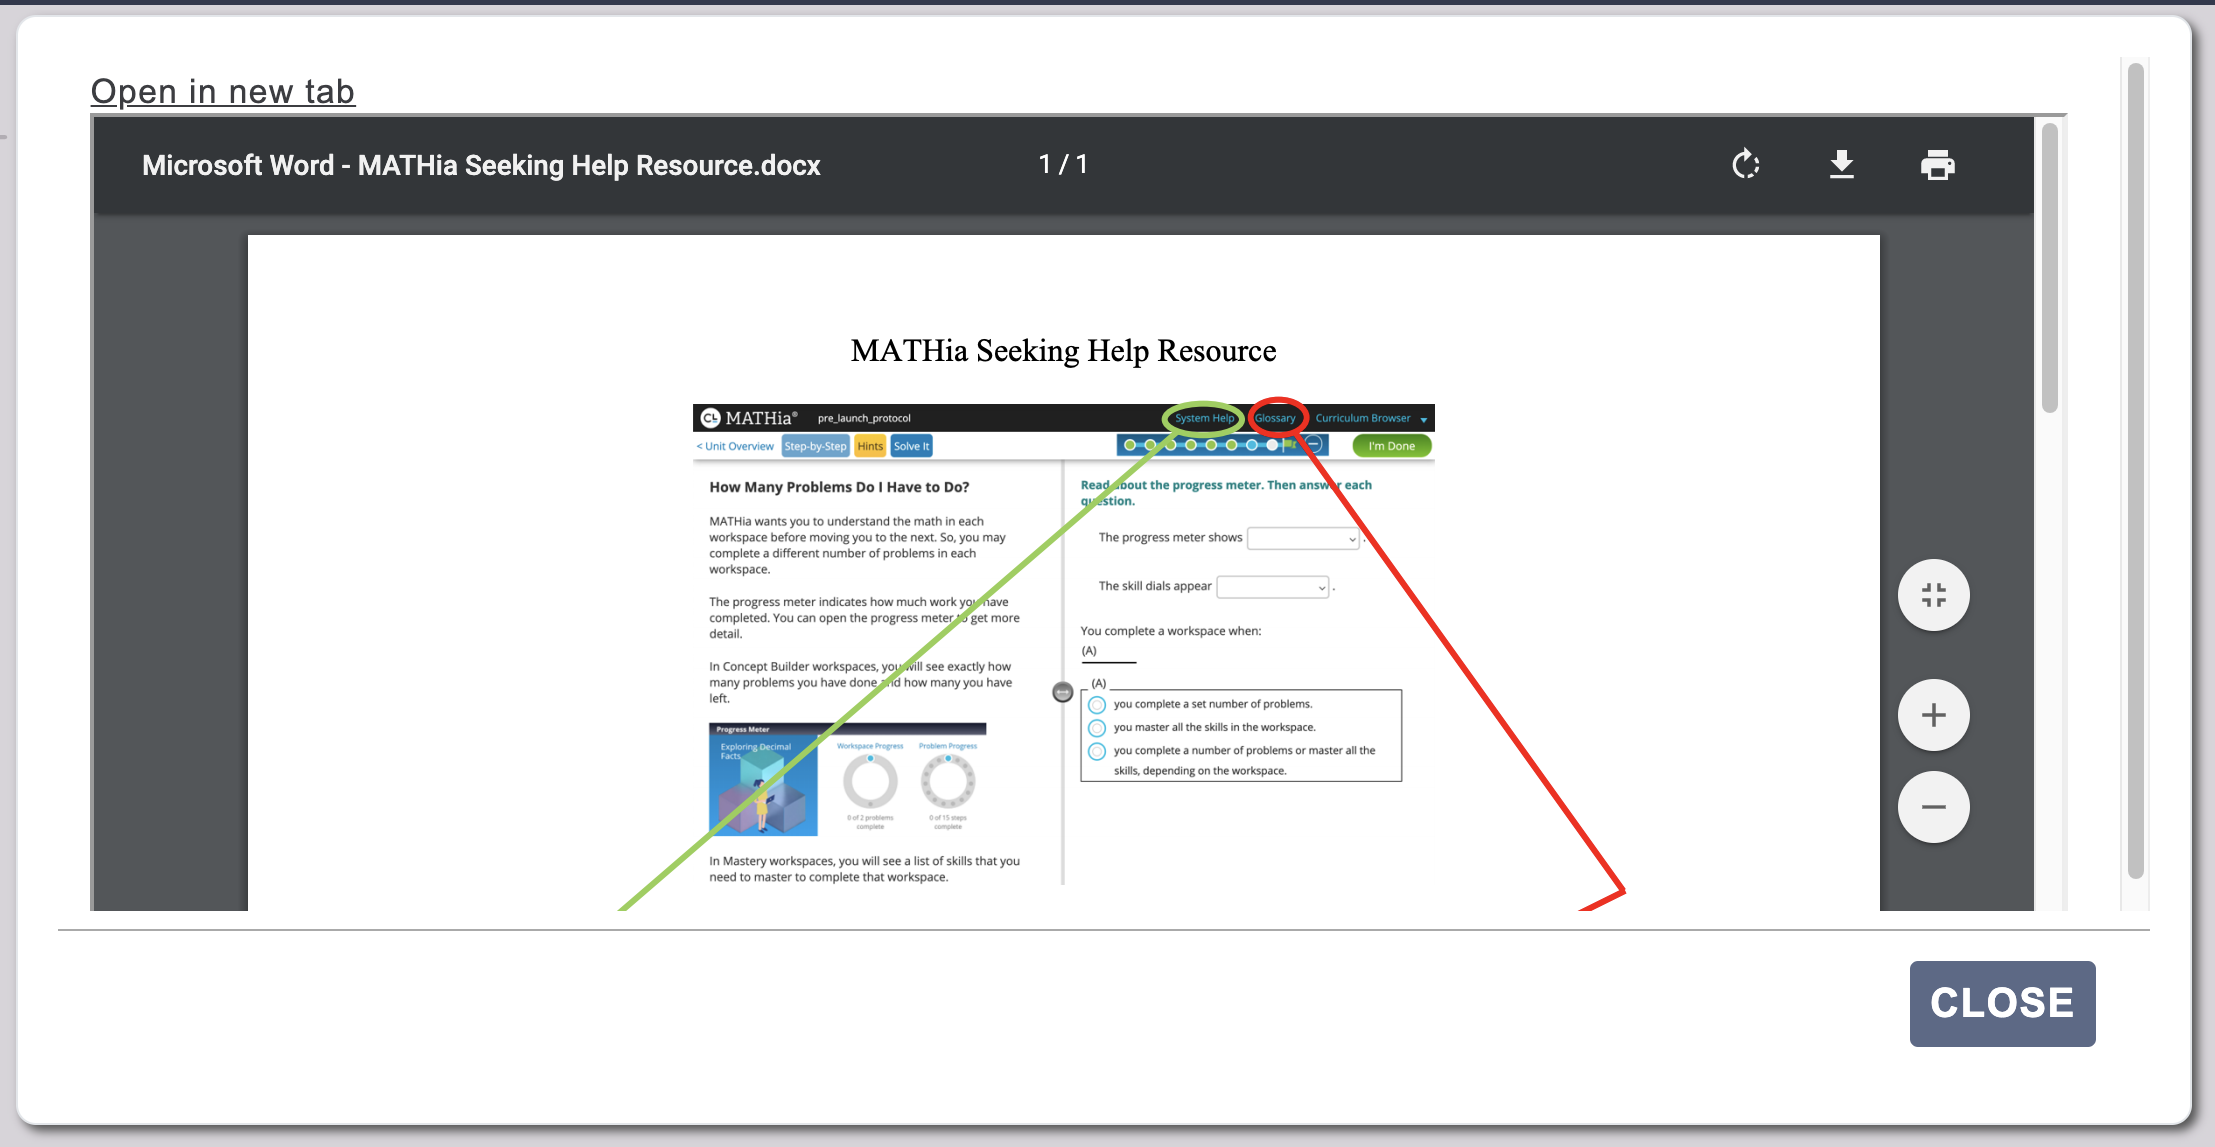 Open in new tab
Microsoft Word - MATHia Seeking Help Resource.docx
1 / 1
MATHia Seeking Help Resource
CL MATHia® pre_launch_protocol System Help Glossary Curriculum Browser
< Unit Overview Step-by-Step Hints Solve It I'm Done
How Many Problems Do I Have to Do?
MATHia wants you to understand the math in each
workspace before moving you to the next. So, you may
complete a different number of problems in each
workspace.
The progress meter indicates how much work you have
completed. You can open the progress meter to get more
detail.
In Concept Builder workspaces, you will see exactly how
many problems you have done and how many you have
left.
Progress Meter
Exploring Decimal
Facts
Workspace Progress
0 of 2 problems
complete
Problem Progress
0 of 15 steps
complete
In Mastery workspaces, you will see a list of skills that you
need to master to complete that workspace.
Read about the progress meter. Then answer each
question.
The progress meter shows .
The skill dials appear .
You complete a workspace when:
(A)
(A)
you complete a set number of problems.
you master all the skills in the workspace.
you complete a number of problems or master all the
skills, depending on the workspace.
CLOSE